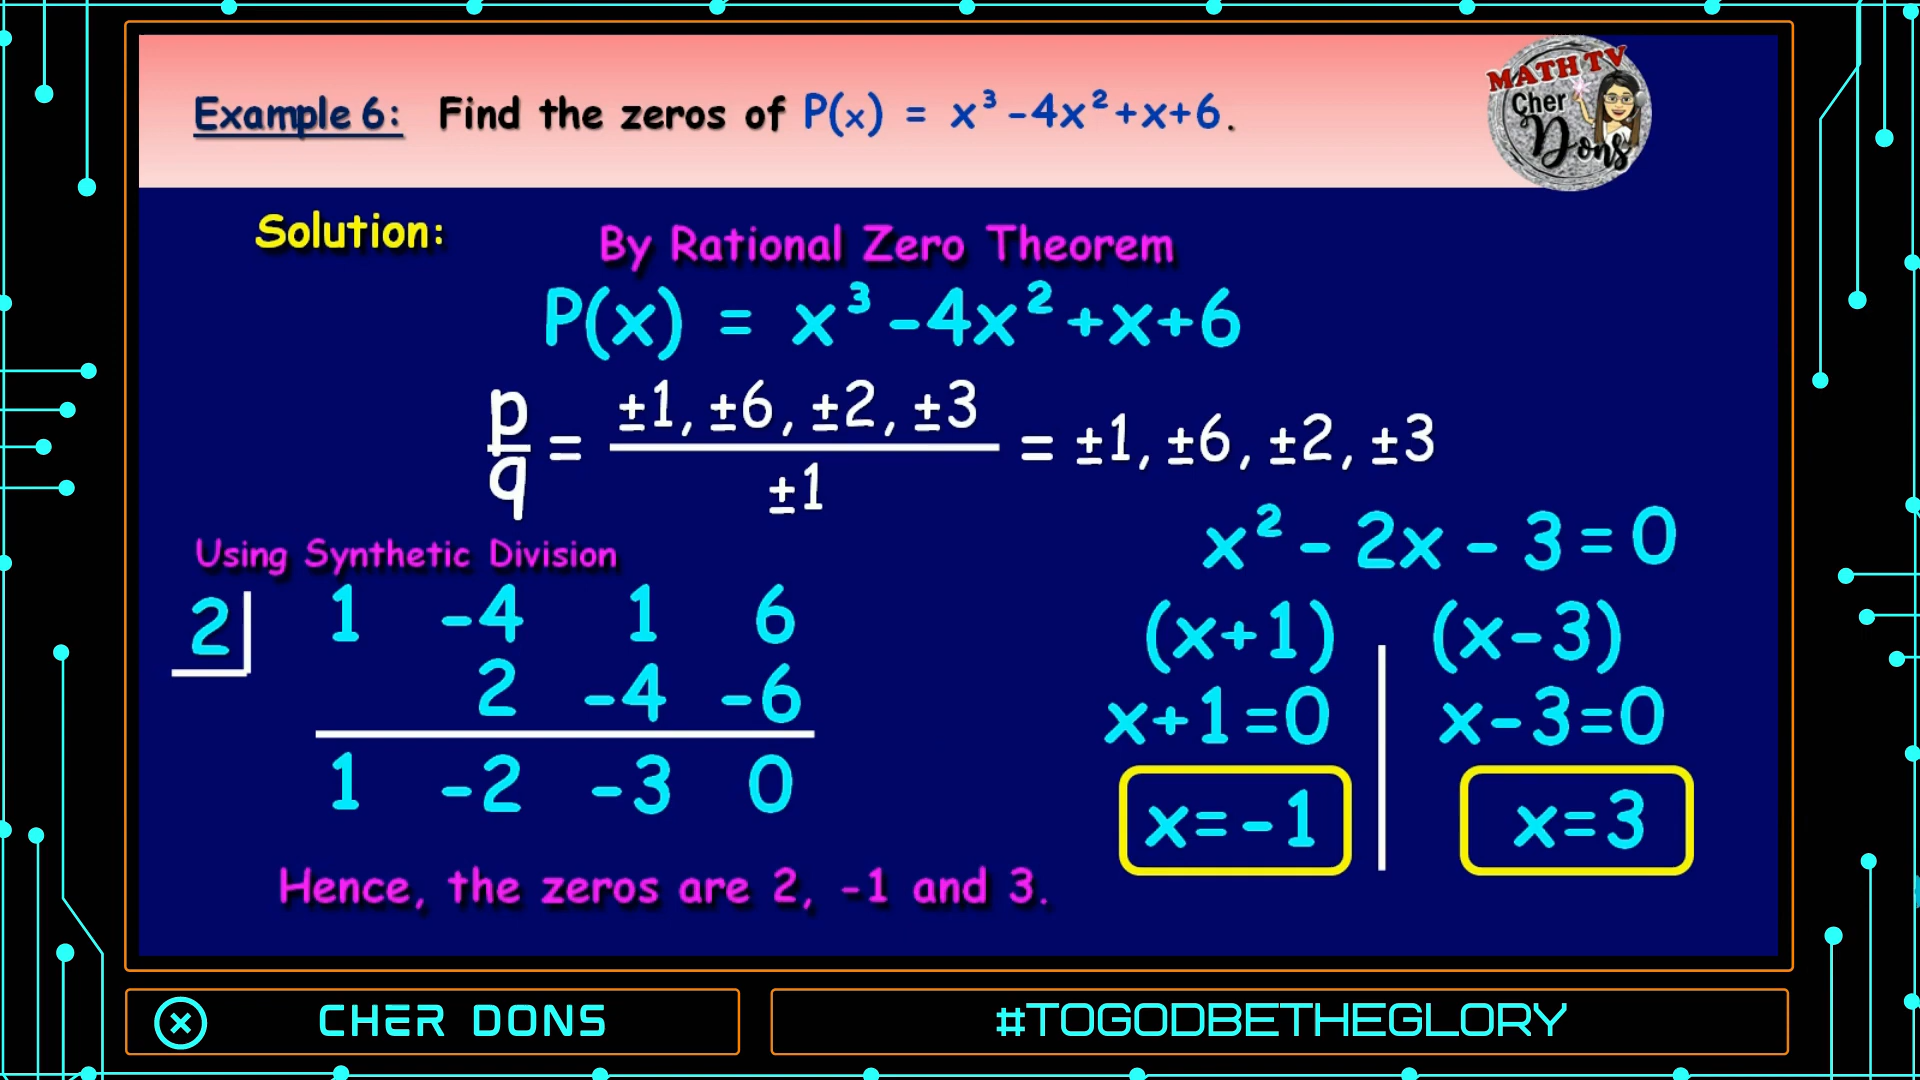 Example 6: Find the zeros of P(x) = x³-4x²+x+6.
MATH TV
Cher
Dons
Solution:
By Rational Zero Theorem
P(x) = x³-4x²+x+6
p/q = ±1, ±6, ±2, ±3 / ±1 = ±1, ±6, ±2, ±3
Using Synthetic Division
2 1 -4 1 6
2 -4 -6
1 -2 -3 0
Hence, the zeros are 2, -1 and 3.
x² - 2x - 3 = 0
(x+1) (x-3)
x+1=0 x-3=0
x=-1 x=3
CHER DONS
#TOGODBETHEGLORY